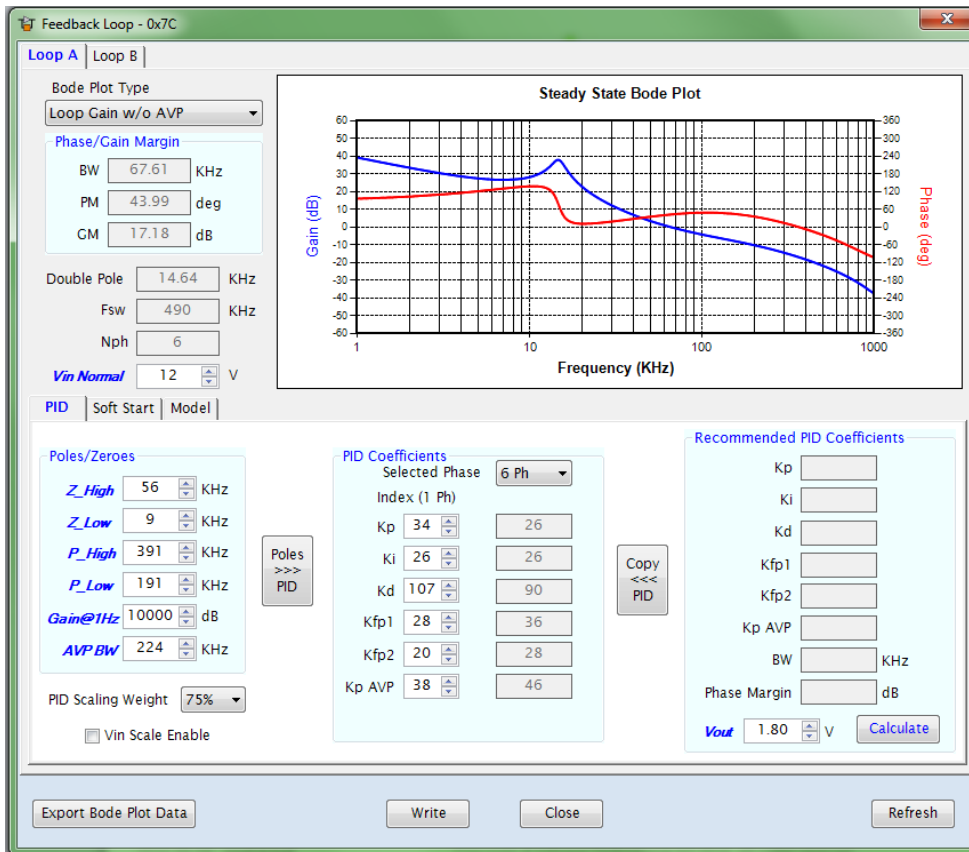 Feedback Loop - 0x7C
Loop A Loop B
Bode Plot Type
Loop Gain w/o AVP
Phase/Gain Margin
BW 67.61 KHz
PM 43.99 deg
GM 17.18 dB
Double Pole 14.64 KHz
Fsw 490 KHz
Nph 6
Vin Normal 12 V
Steady State Bode Plot
Gain (dB)
60
50
40
30
20
10
0
-10
-20
-30
-40
-50
-60
360
300
240
180
120
60
0
-60
-120
-180
-240
-300
-360
Phase (deg)
1 10 100 1000
Frequency (KHz)
PID Soft Start Model
Poles/Zeroes
Z_High 56 KHz
Z_Low 9 KHz
P_High 391 KHz
P_Low 191 KHz
Gain@1Hz 10000 dB
AVP BW 224 KHz
PID Scaling Weight 75%
Vin Scale Enable
Poles
>>>
PID
PID Coefficients
Selected Phase 6 Ph
Index (1 Ph)
Kp 34 26
Ki 26 26
Kd 107 90
Kfp1 28 36
Kfp2 20 28
Kp AVP 38 46
Copy
<<<
PID
Recommended PID Coefficients
Kp
Ki
Kd
Kfp1
Kfp2
Kp AVP
BW KHz
Phase Margin dB
Vout 1.80 V Calculate
Export Bode Plot Data Write Close Refresh